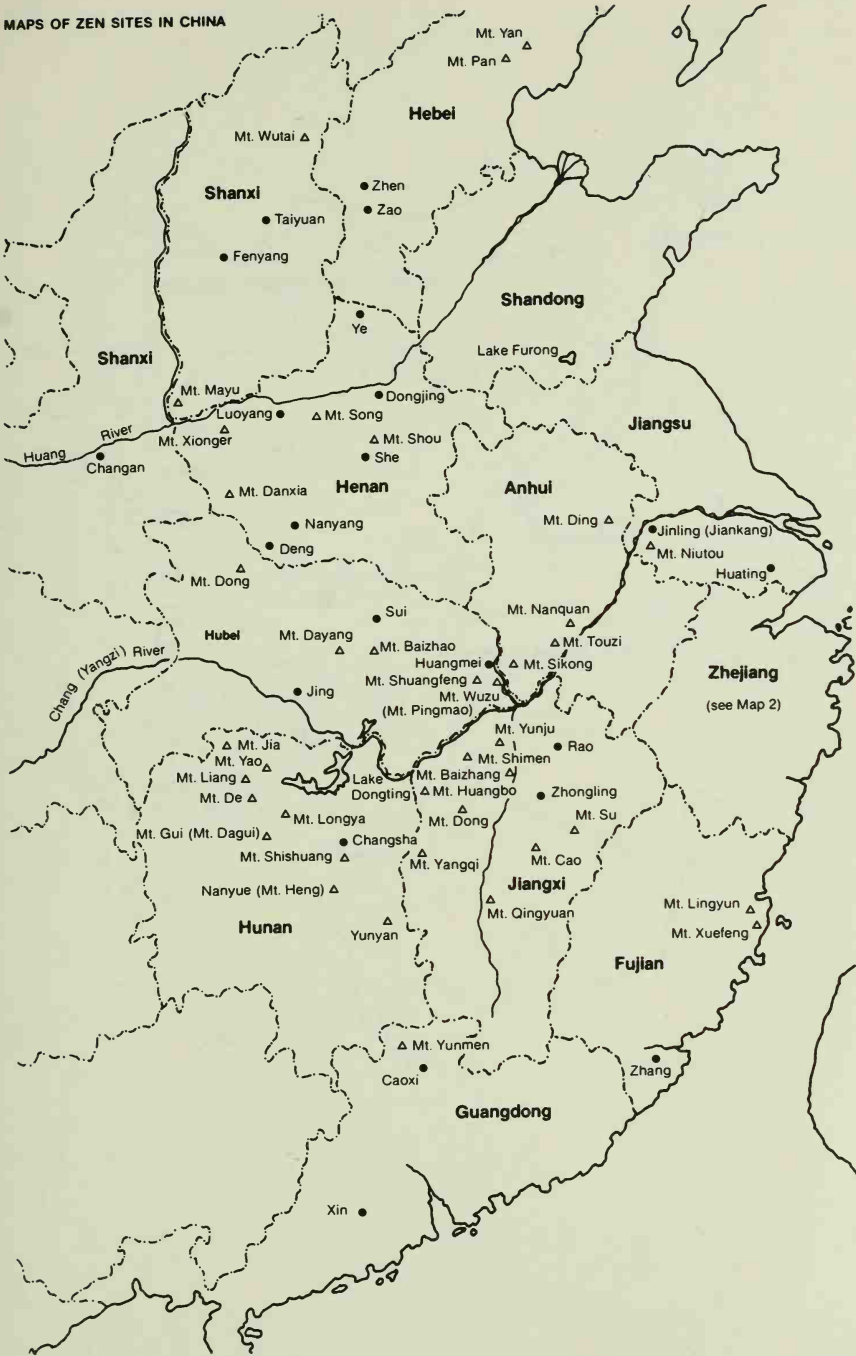 MAPS OF ZEN SITES IN CHINA
Mt. Yan
Mt. Pan
Hebei
Mt. Wutai
Zhen
Shanxi
Zao
Taiyuan
Fenyang
Shandong
Ye
Lake Furong
Shanxi
Mt. Mayu
Dongjing
Luoyang
Mt. Song
Jiangsu
Huang River
Mt. Xionger
Mt. Shou
Changan
She
Henan
Anhui
Mt. Danxia
Mt. Ding
Nanyang
Jinling (Jiankang)
Deng
Mt. Niutou
Mt. Dong
Huating
Sui
Mt. Nanquan
Hubei
Mt. Dayang
Mt. Baizhao
Mt. Touzi
Chang (Yangzi) River
Huangmei
Mt. Sikong
Zhejiang
Mt. Shuangfeng
(see Map 2)
Jing
Mt. Wuzu
(Mt. Pingmao)
Mt. Yunju
Mt. Jia
Rao
Mt. Yao
Mt. Shimen
Mt. Liang
Lake
Dongting
Mt. Baizhang
Mt. De
Mt. Huangbo
Zhongling
Mt. Longya
Mt. Dong
Mt. Su
Mt. Gui (Mt. Dagui)
Changsha
Mt. Shishuang
Mt. Yangqi
Mt. Cao
Nanyue (Mt. Heng)
Jiangxi
Mt. Qingyuan
Mt. Lingyun
Hunan
Yunyan
Mt. Xuefeng
Fujian
Mt. Yunmen
Zhang
Caoxi
Guangdong
Xin